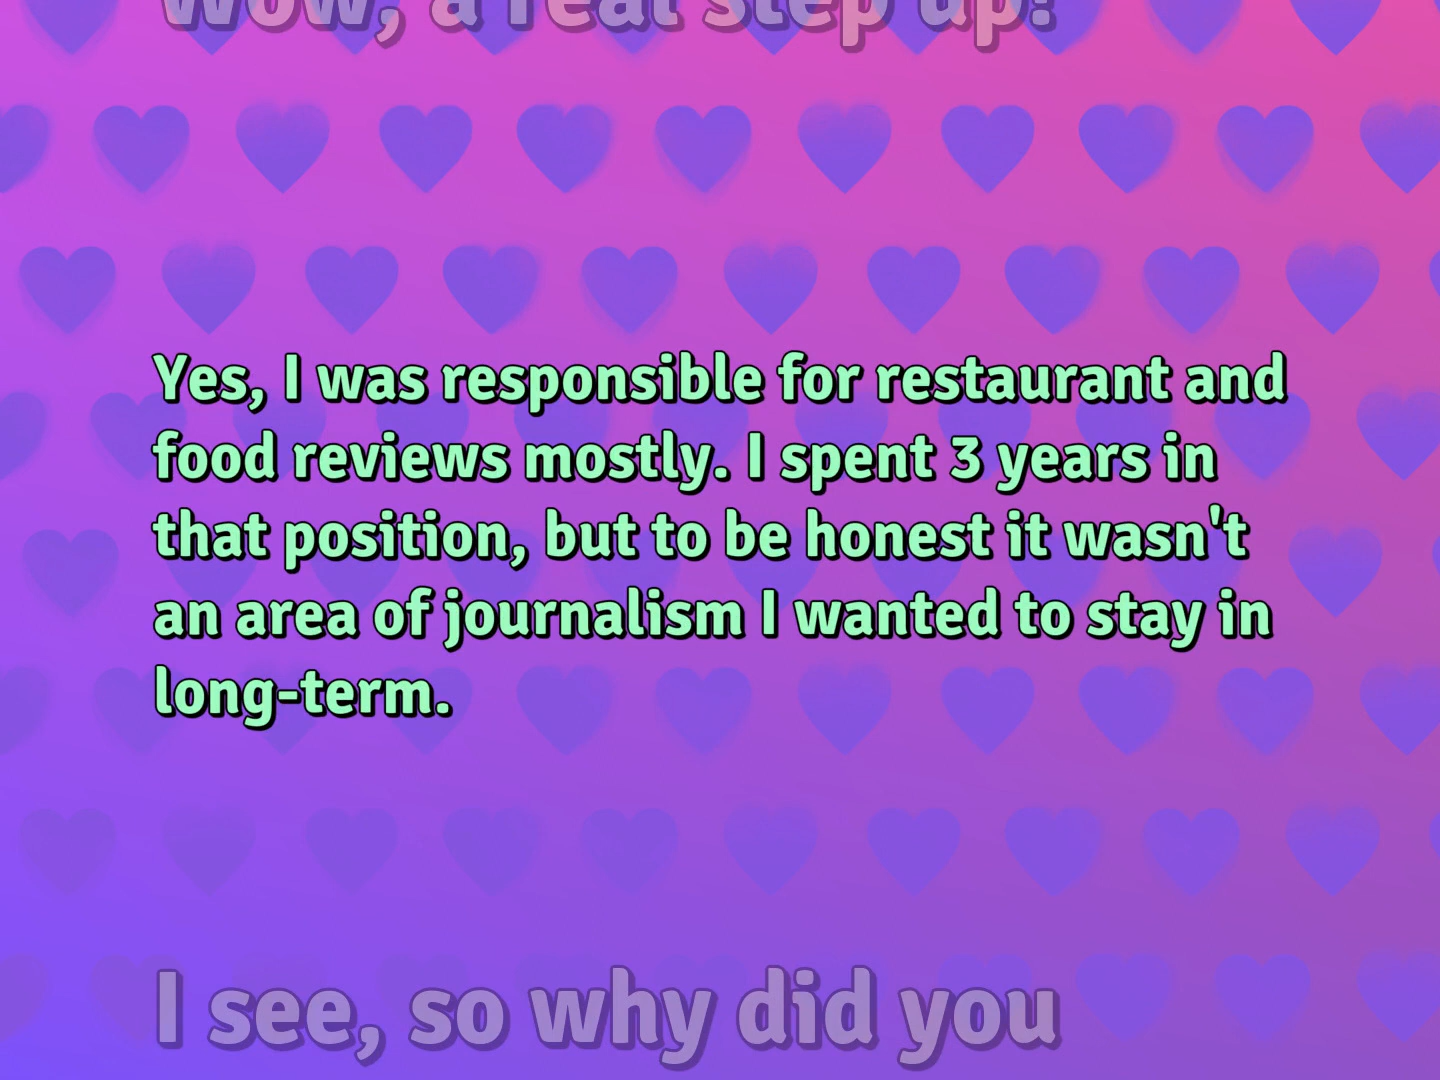 Wow, a real step up!
Yes, I was responsible for restaurant and
food reviews mostly. I spent 3 years in
that position, but to be honest it wasn't
an area of journalism I wanted to stay in
long-term.
I see, so why did you